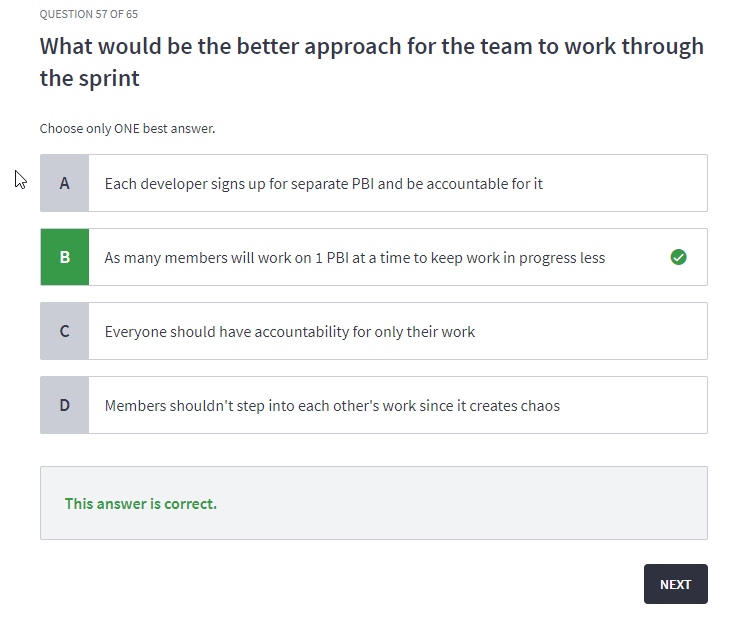 QUESTION 57 OF 65
What would be the better approach for the team to work through
the sprint
Choose only ONE best answer.
A Each developer signs up for separate PBI and be accountable for it
B As many members will work on 1 PBI at a time to keep work in progress less
C Everyone should have accountability for only their work
D Members shouldn't step into each other's work since it creates chaos
This answer is correct.
NEXT